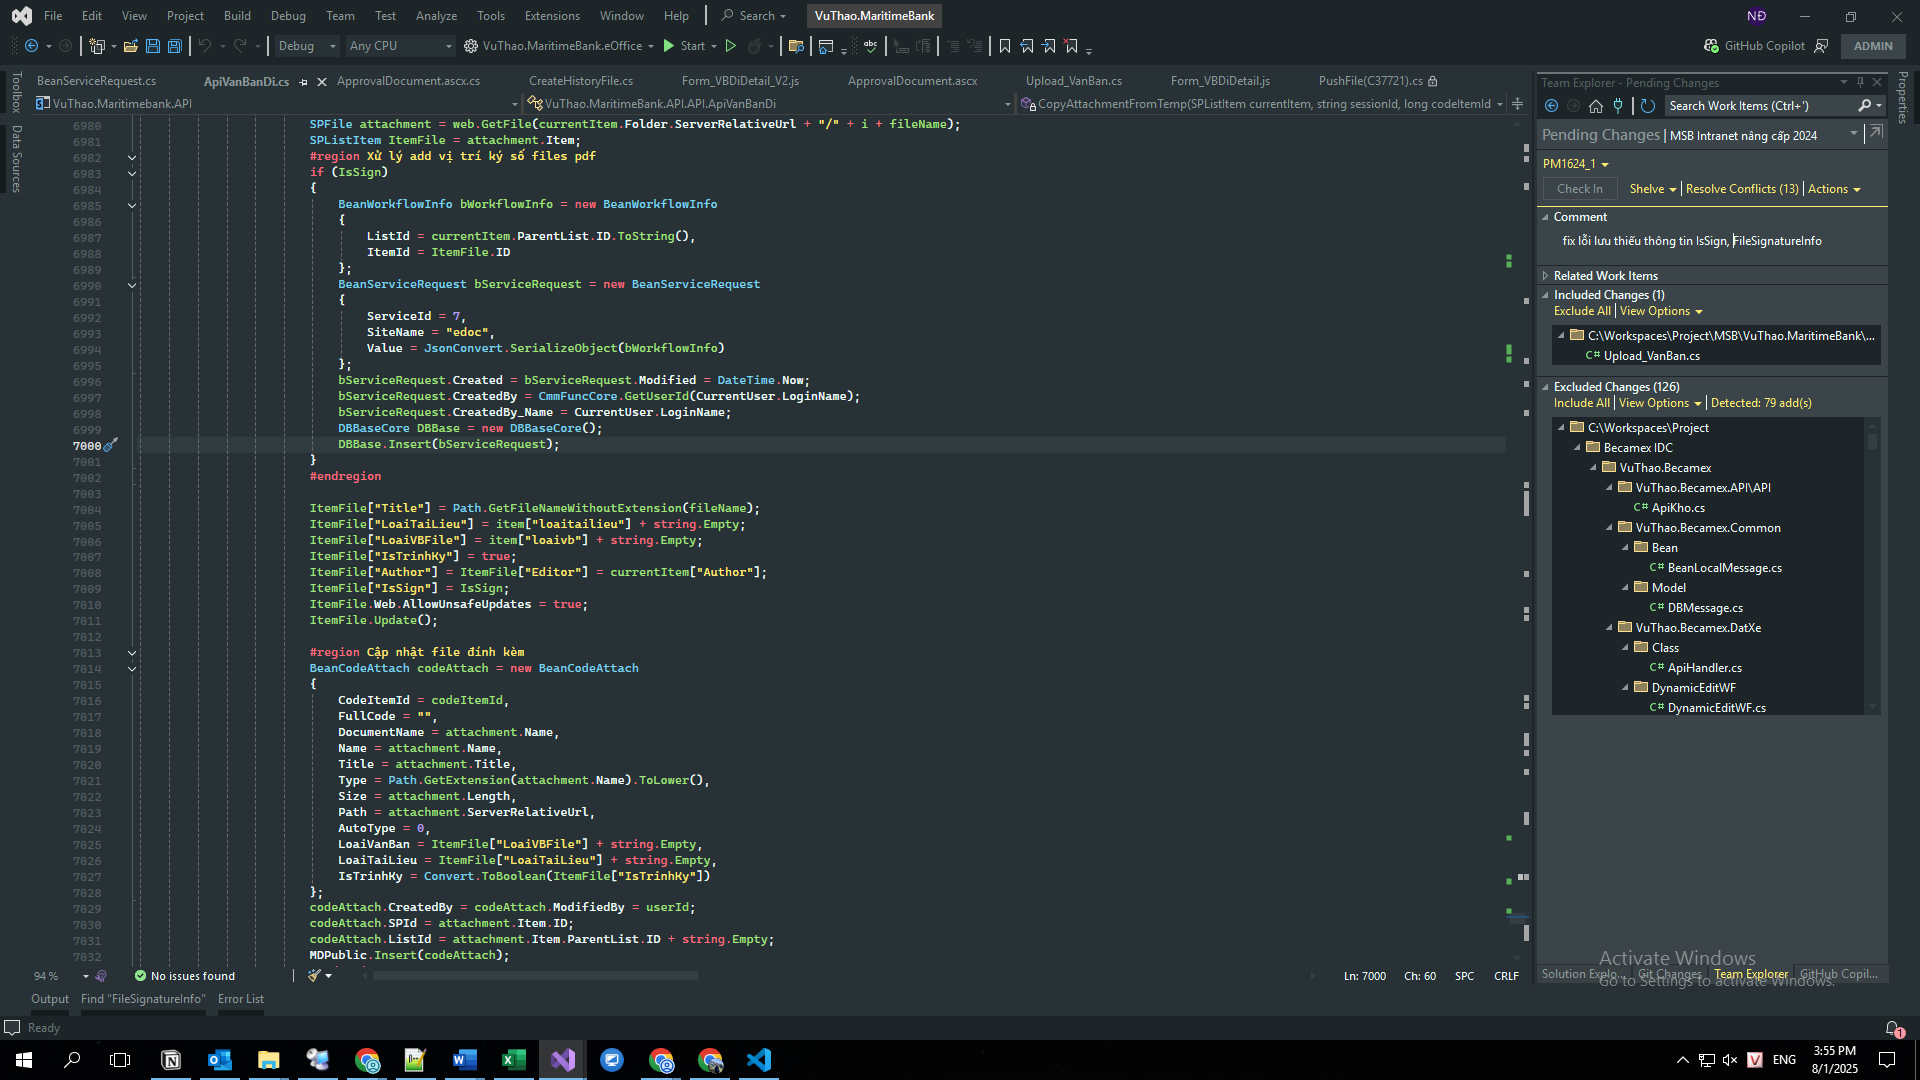 File Edit View Project Build Debug Team Test Analyze Tools Extensions Window Help Search VuThao.MaritimeBank NĐ
Debug Any CPU VuThao.MaritimeBank.eOffice Start GitHub Copilot ADMIN
BeanServiceRequest.cs ApiVanBanDi.cs ApprovalDocument.ascx.cs CreateHistoryFile.cs Form_VBDiDetail_V2.js ApprovalDocument.ascx Upload_VanBan.cs Form_VBDiDetail.js PushFile(C37721).cs
VuThao.Maritimebank.API VuThao.MaritimeBank.API.API.ApiVanBanDi CopyAttachmentFromTemp(SPListItem currentItem, string sessionId, long codeItemId
Toolbox
Data Sources
6980 SPFile attachment = web.GetFile(currentItem.Folder.ServerRelativeUrl + "/" + i + fileName);
6981 SPListItem ItemFile = attachment.Item;
6982 #region Xử lý add vị trí ký số files pdf
6983 if (IsSign)
6984 {
6985 BeanWorkflowInfo bWorkflowInfo = new BeanWorkflowInfo
6986 {
6987 ListId = currentItem.ParentList.ID.ToString(),
6988 ItemId = ItemFile.ID
6989 };
6990 BeanServiceRequest bServiceRequest = new BeanServiceRequest
6991 {
6992 ServiceId = 7,
6993 SiteName = "edoc",
6994 Value = JsonConvert.SerializeObject(bWorkflowInfo)
6995 };
6996 bServiceRequest.Created = bServiceRequest.Modified = DateTime.Now;
6997 bServiceRequest.CreatedBy = CmmFuncCore.GetUserId(CurrentUser.LoginName);
6998 bServiceRequest.CreatedBy_Name = CurrentUser.LoginName;
6999 DBBaseCore DBBase = new DBBaseCore();
7000 DBBase.Insert(bServiceRequest);
7001 }
7002 #endregion
7003
7004 ItemFile["Title"] = Path.GetFileNameWithoutExtension(fileName);
7005 ItemFile["LoaiTaiLieu"] = item["loaitailieu"] + string.Empty;
7006 ItemFile["LoaiVBFile"] = item["loaivb"] + string.Empty;
7007 ItemFile["IsTrinhKy"] = true;
7008 ItemFile["Author"] = ItemFile["Editor"] = currentItem["Author"];
7009 ItemFile["IsSign"] = IsSign;
7010 ItemFile.Web.AllowUnsafeUpdates = true;
7011 ItemFile.Update();
7012
7013 #region Cập nhật file đính kèm
7014 BeanCodeAttach codeAttach = new BeanCodeAttach
7015 {
7016 CodeItemId = codeItemId,
7017 FullCode = "",
7018 DocumentName = attachment.Name,
7019 Name = attachment.Name,
7020 Title = attachment.Title,
7021 Type = Path.GetExtension(attachment.Name).ToLower(),
7022 Size = attachment.Length,
7023 Path = attachment.ServerRelativeUrl,
7024 AutoType = 0,
7025 LoaiVanBan = ItemFile["LoaiVBFile"] + string.Empty,
7026 LoaiTaiLieu = ItemFile["LoaiTaiLieu"] + string.Empty,
7027 IsTrinhKy = Convert.ToBoolean(ItemFile["IsTrinhKy"])
7028 };
7029 codeAttach.CreatedBy = codeAttach.ModifiedBy = userId;
7030 codeAttach.SPId = attachment.Item.ID;
7031 codeAttach.ListId = attachment.Item.ParentList.ID + string.Empty;
7032 MDPublic.Insert(codeAttach);
94 % No issues found Ln: 7000 Ch: 60 SPC CRLF
Output Find "FileSignatureInfo" Error List
Ready
Team Explorer - Pending Changes
Search Work Items (Ctrl+')
Pending Changes | MSB Intranet nâng cấp 2024
PM1624_1
Check In Shelve Resolve Conflicts (13) Actions
Comment
fix lỗi lưu thiếu thông tin IsSign, FileSignatureInfo
Related Work Items
Included Changes (1)
Exclude All View Options
C:\Workspaces\Project\MSB\VuThao.MaritimeBank\...
C# Upload_VanBan.cs
Excluded Changes (126)
Include All View Options Detected: 79 add(s)
C:\Workspaces\Project
Becamex IDC
VuThao.Becamex
VuThao.Becamex.API\API
C# ApiKho.cs
VuThao.Becamex.Common
Bean
C# BeanLocalMessage.cs
Model
C# DBMessage.cs
VuThao.Becamex.DatXe
Class
C# ApiHandler.cs
DynamicEditWF
C# DynamicEditWF.cs
Solution Explo... Git Changes Team Explorer GitHub Copil...
Properties
Activate Windows
Go to Settings to activate Windows.
1
ENG 3:55 PM
8/1/2025